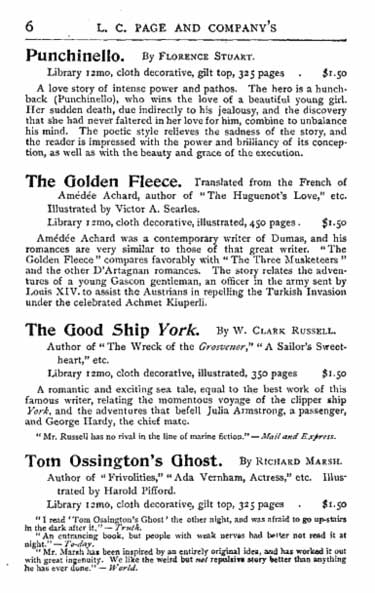 6 L. C. PAGE AND COMPANY'S
Punchinello. By FLORENCE STUART.
Library 12mo, cloth decorative, gilt top, 325 pages . $1.50
A love story of intense power and pathos. The hero is a hunch-
back (Punchinello), who wins the love of a beautiful young girl.
Her sudden death, due indirectly to his jealousy, and the discovery
that she had never faltered in her love for him, combine to unbalance
his mind. The poetic style relieves the sadness of the story, and
the reader is impressed with the power and brilliancy of its concep-
tion, as well as with the beauty and grace of the execution.
The Golden Fleece. Translated from the French of
Amédée Achard, author of "The Huguenot's Love," etc.
Illustrated by Victor A. Searles.
Library 12mo, cloth decorative, illustrated, 450 pages . $1.50
Amédée Achard was a contemporary writer of Dumas, and his
romances are very similar to those of that great writer. "The
Golden Fleece" compares favorably with "The Three Musketeers"
and the other D'Artagnan romances. The story relates the adven-
tures of a young Gascon gentleman, an officer in the army sent by
Louis XIV. to assist the Austrians in repelling the Turkish Invasion
under the celebrated Achmet Kiuperli.
The Good Ship York. By W. CLARK RUSSELL.
Author of "The Wreck of the Grosvenor," "A Sailor's Sweet-
heart," etc.
Library 12mo, cloth decorative, illustrated, 350 pages $1.50
A romantic and exciting sea tale, equal to the best work of this
famous writer, relating the momentous voyage of the clipper ship
York, and the adventures that befell Julia Armstrong, a passenger,
and George Hardy, the chief mate.
"Mr. Russell has no rival in the line of marine fiction." — Mail and Express.
Tom Ossington's Ghost. By RICHARD MARSH.
Author of "Frivolities," "Ada Vernham, Actress," etc. Illus-
trated by Harold Pifford.
Library 12mo, cloth decorative, gilt top, 325 pages . $1.50
"I read 'Tom Ossington's Ghost' the other night, and was afraid to go up-stairs
in the dark after it." — Truth.
"An entrancing book, but people with weak nerves had better not read it at
night." — To-day.
"Mr. Marsh has been inspired by an entirely original idea, and has worked it out
with great ingenuity. We like the weird but not repulsive story better than anything
he has ever done." — World.